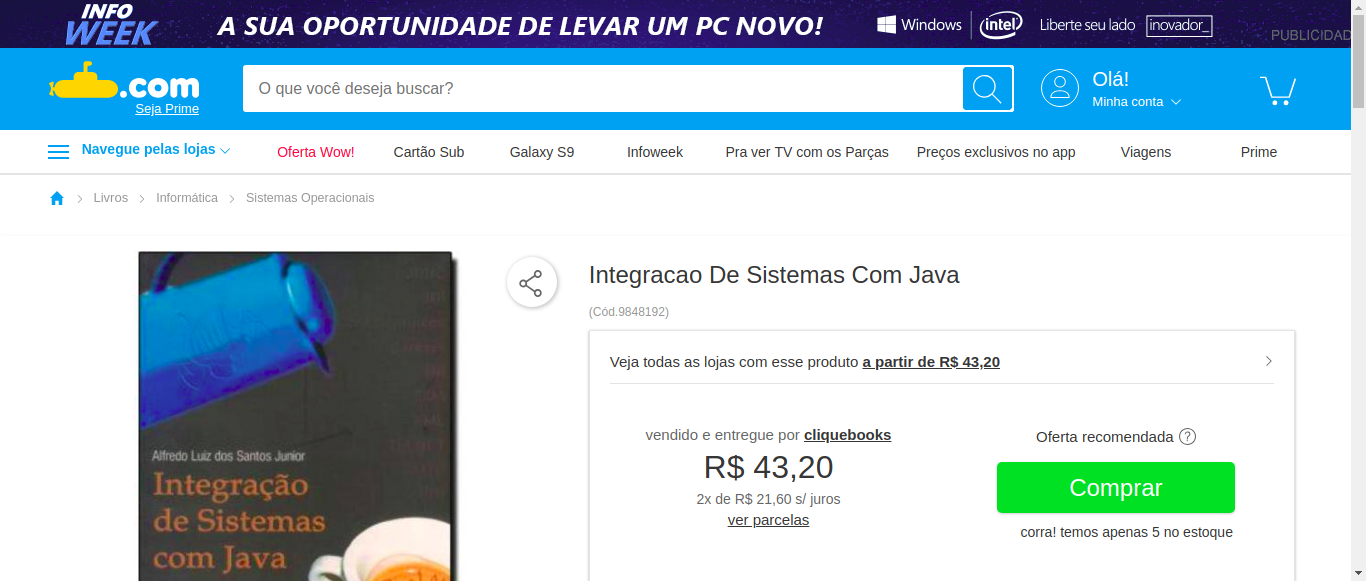 INFO
WEEK
A SUA OPORTUNIDADE DE LEVAR UM PC NOVO!
Windows
intel
Liberte seu lado inovador_
PUBLICIDAD
.com
Seja Prime
O que você deseja buscar?
Olá!
Minha conta
Navegue pelas lojas
Oferta Wow!
Cartão Sub
Galaxy S9
Infoweek
Pra ver TV com os Parças
Preços exclusivos no app
Viagens
Prime
Livros
Informática
Sistemas Operacionais
Alfredo Luiz dos Santos Junior
Integração
de Sistemas
com Java
Integracao De Sistemas Com Java
(Cód.9848192)
Veja todas as lojas com esse produto a partir de R$ 43,20
vendido e entregue por cliquebooks
R$ 43,20
2x de R$ 21,60 s/ juros
ver parcelas
Oferta recomendada ?
Comprar
corra! temos apenas 5 no estoque